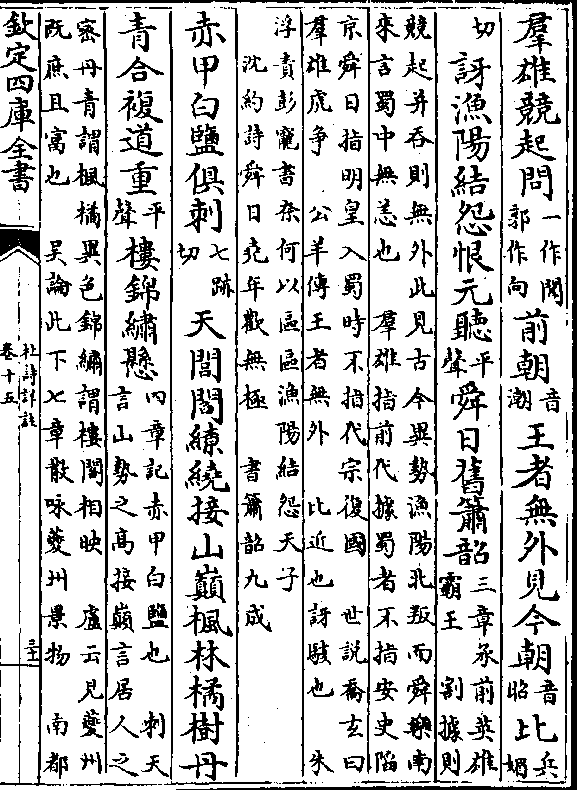 羣雄競起問一作聞郭作向前朝音潮王者無外見今朝音昭比兵媚
切訝漁陽結怨恨元聽平聲舜日舊簫韶三章承前英雄霸王割據則
競起并吞則無外此見古今異勢漁陽北叛而舜樂南
來言蜀中無恙也 羣雄指前代據蜀者不指安史陷
京舜日指明皇入蜀時不指代宗復國 世說喬玄曰
羣雄虎爭 公羊傳王者無外 比近也訝駭也 朱
浮責彭寵書奈何以區區漁陽結怨天子
沈約詩舜日堯年歡無極 書簫韶九成
赤甲白鹽俱刺七跡切天閭閻繚繞接山巔楓林橘樹丹
青合複道重平聲樓錦繡懸四章記赤甲白鹽也 刺天言山勢之高接巔言居人之
密丹青謂楓橘異色錦繡謂樓閣相映 盧云見夔州
既庶且富也 吳論此下七章散咏夔州景物 南都
欽定四庫全書
杜詩詳註
卷十五